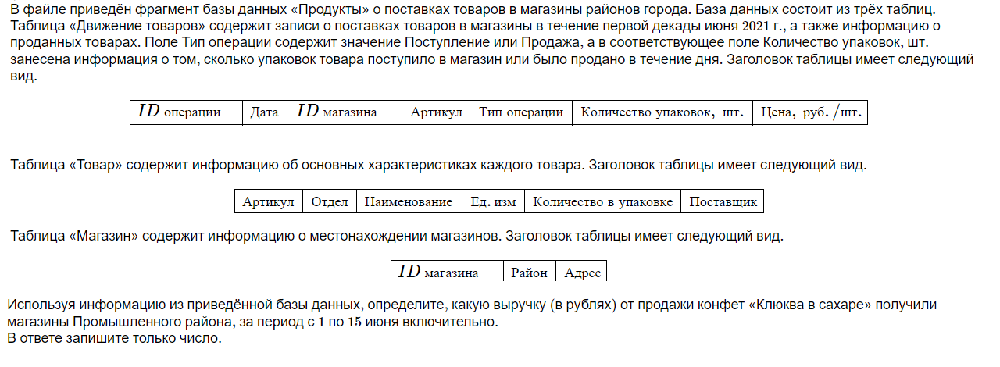 В файле приведён фрагмент базы данных «Продукты» о поставках товаров в магазины районов города. База данных состоит из трёх таблиц.
Таблица «Движение товаров» содержит записи о поставках товаров в магазины в течение первой декады июня 2021 г., а также информацию о
проданных товарах. Поле Тип операции содержит значение Поступление или Продажа, а в соответствующее поле Количество упаковок, шт.
занесена информация о том, сколько упаковок товара поступило в магазин или было продано в течение дня. Заголовок таблицы имеет следующий
вид.
ID операции Дата ID магазина Артикул Тип операции Количество упаковок, шт. Цена, руб./шт.
Таблица «Товар» содержит информацию об основных характеристиках каждого товара. Заголовок таблицы имеет следующий вид.
Артикул Отдел Наименование Ед. изм Количество в упаковке Поставщик
Таблица «Магазин» содержит информацию о местонахождении магазинов. Заголовок таблицы имеет следующий вид.
ID магазина Район Адрес
Используя информацию из приведённой базы данных, определите, какую выручку (в рублях) от продажи конфет «Клюква в сахаре» получили
магазины Промышленного района, за период с 1 по 15 июня включительно.
В ответе запишите только число.